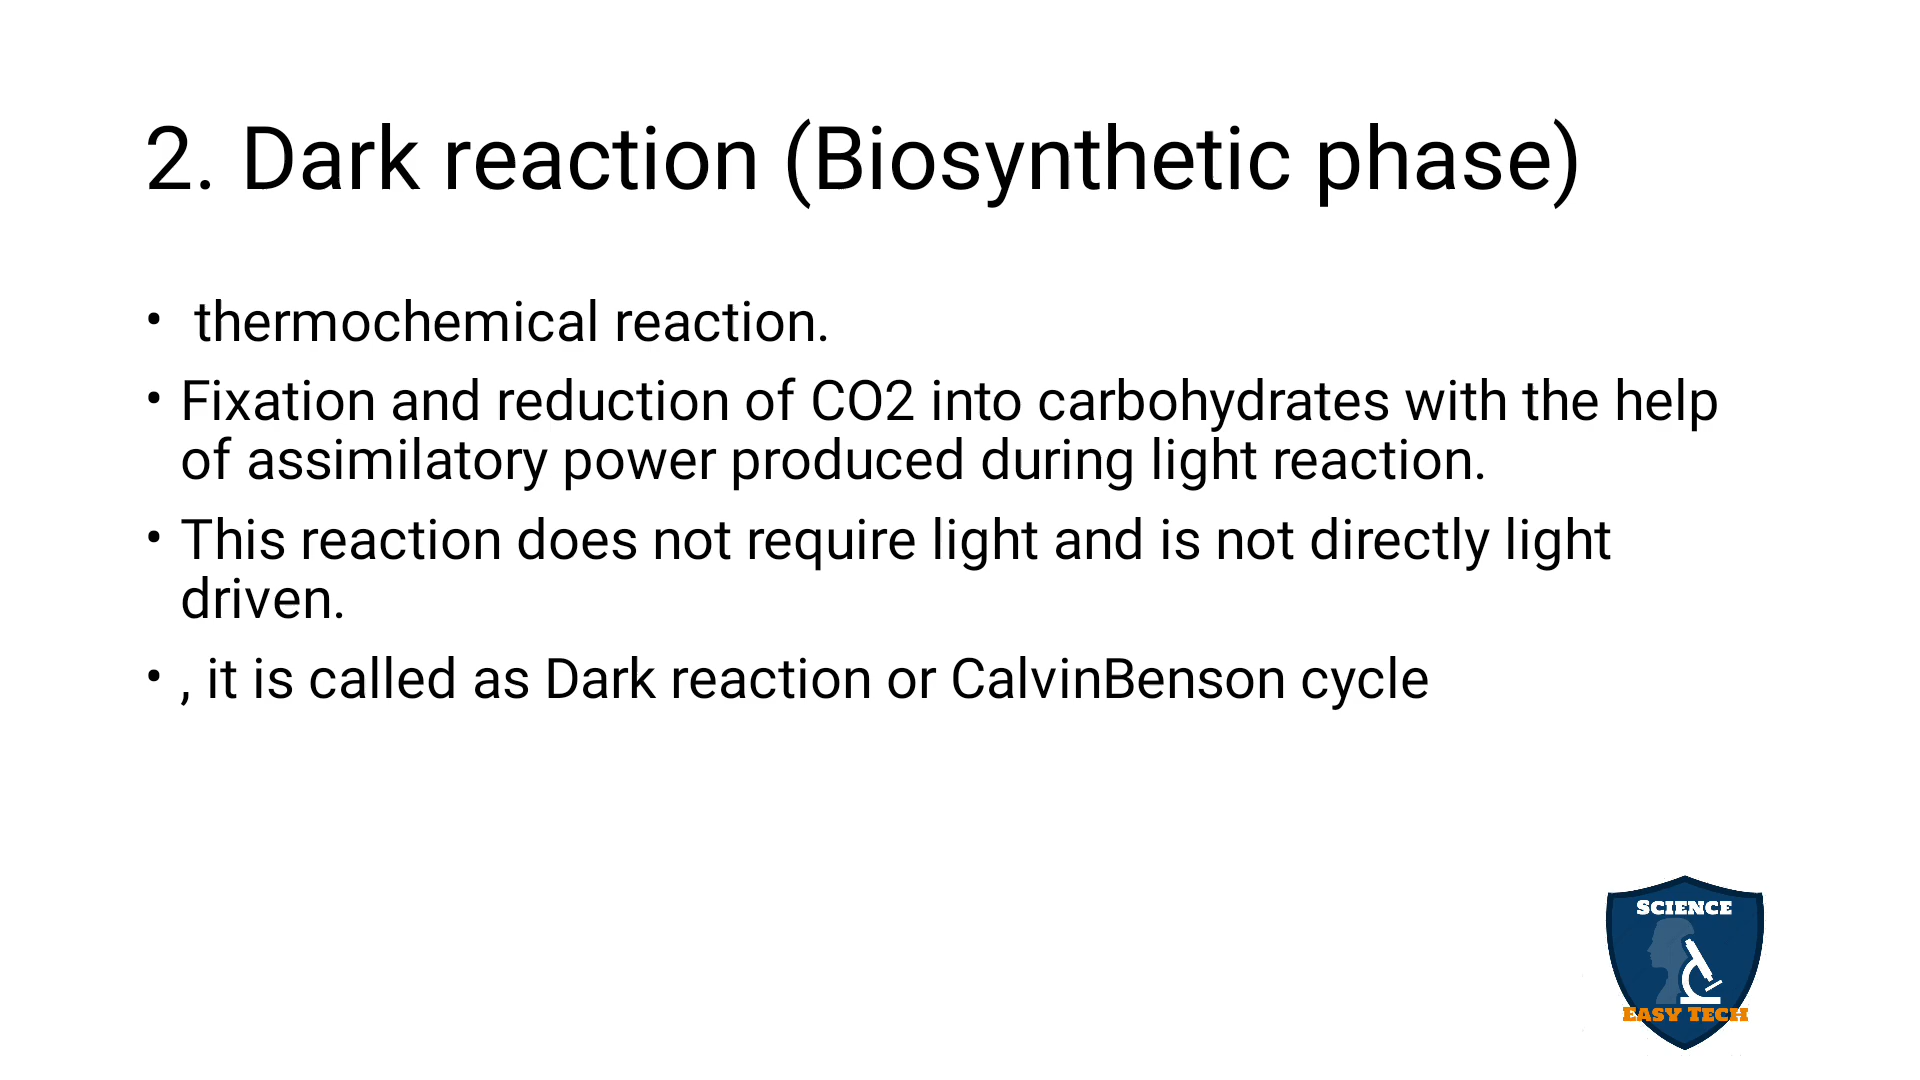 2. Dark reaction (Biosynthetic phase)
• thermochemical reaction.
• Fixation and reduction of CO2 into carbohydrates with the help
of assimilatory power produced during light reaction.
• This reaction does not require light and is not directly light
driven.
• , it is called as Dark reaction or CalvinBenson cycle
SCIENCE
EASY TECH